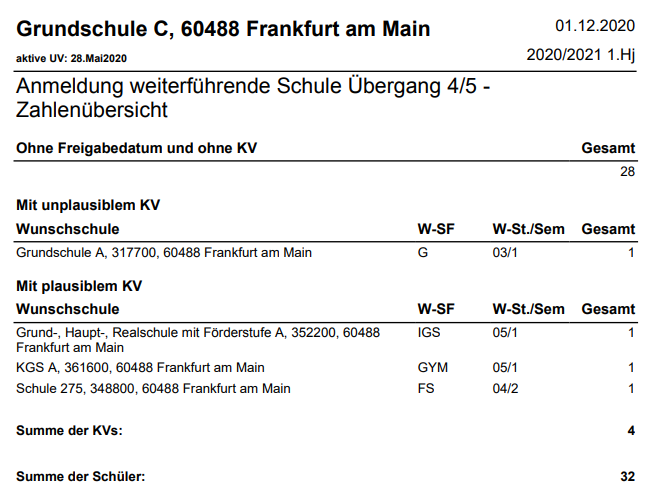 Grundschule C, 60488 Frankfurt am Main 01.12.2020
aktive UV: 28.Mai2020 2020/2021 1.Hj
Anmeldung weiterführende Schule Übergang 4/5 -
Zahlenübersicht
Ohne Freigabedatum und ohne KV Gesamt
28
Mit unplausiblem KV
Wunschschule W-SF W-St./Sem Gesamt
Grundschule A, 317700, 60488 Frankfurt am Main G 03/1 1
Mit plausiblem KV
Wunschschule W-SF W-St./Sem Gesamt
Grund-, Haupt-, Realschule mit Förderstufe A, 352200, 60488 IGS 05/1 1
Frankfurt am Main
KGS A, 361600, 60488 Frankfurt am Main GYM 05/1 1
Schule 275, 348800, 60488 Frankfurt am Main FS 04/2 1
Summe der KVs: 4
Summe der Schüler: 32